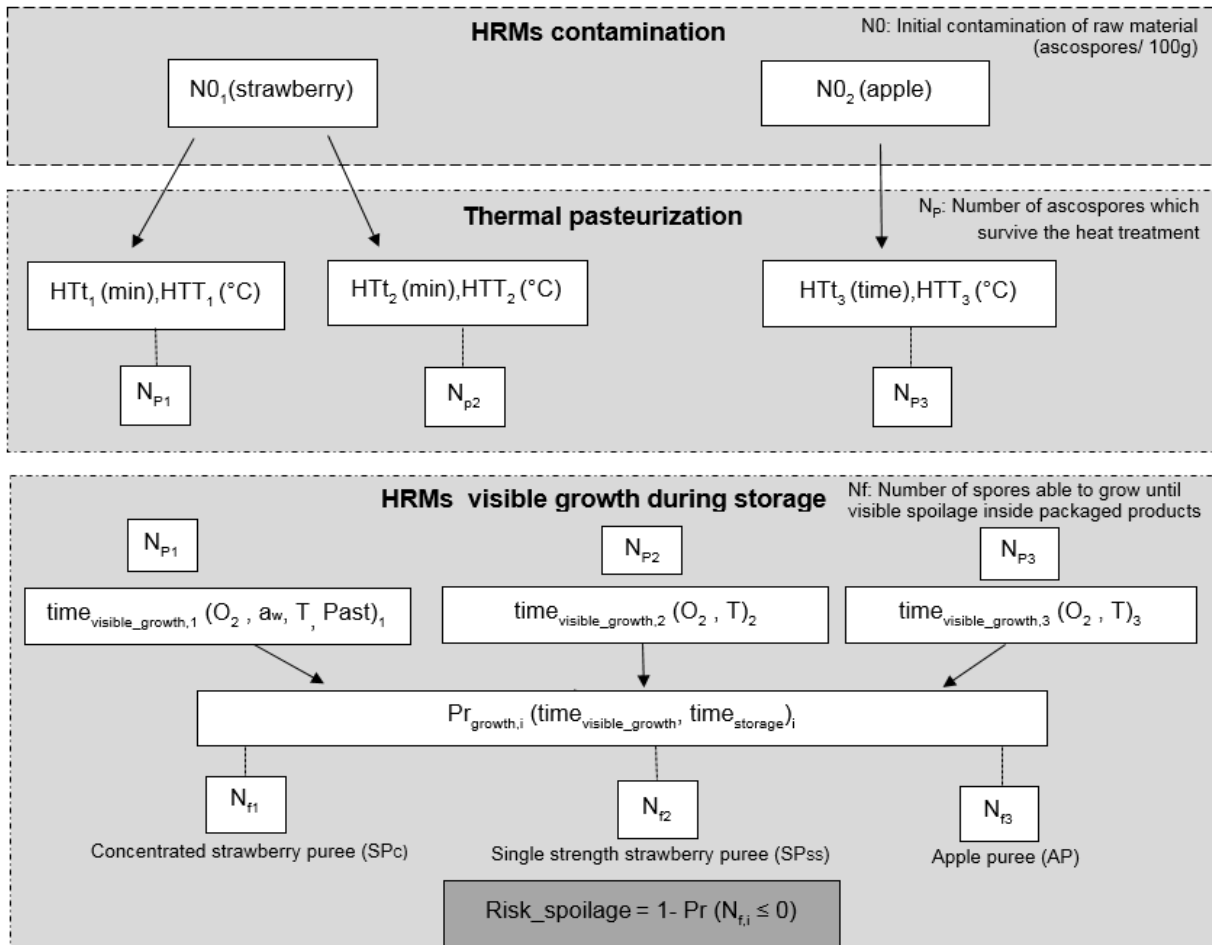 HRMs contamination
N0: Initial contamination of raw material
(ascospores/ 100g)
N0₁(strawberry)
N0₂ (apple)
Thermal pasteurization
Nₚ: Number of ascospores which
survive the heat treatment
HTt₁ (min),HTT₁ (°C)
HTt₂ (min),HTT₂ (°C)
HTt₃ (time),HTT₃ (°C)
N_P1
N_p2
N_P3
HRMs visible growth during storage
Nf: Number of spores able to grow until
visible spoilage inside packaged products
N_P1
N_P2
N_P3
time_visible_growth,1 (O₂ , aw, T, Past)₁
time_visible_growth,2 (O₂ , T)₂
time_visible_growth,3 (O₂ , T)₃
Pr_growth,i (time_visible_growth, time_storage)_i
N_f1
N_f2
N_f3
Concentrated strawberry puree (SPc)
Single strength strawberry puree (SPss)
Apple puree (AP)
Risk_spoilage = 1- Pr (N_f,i ≤ 0)